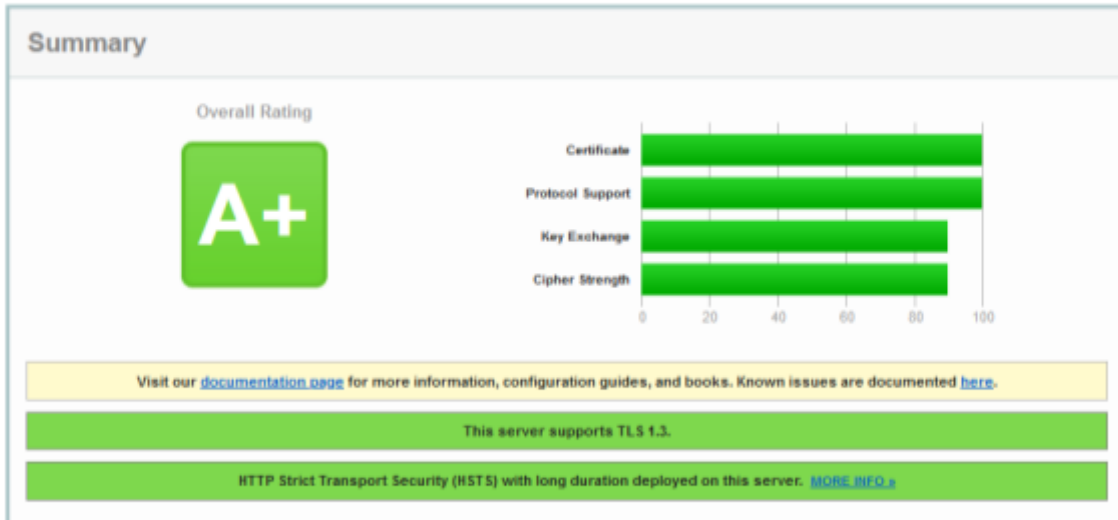 Summary
Overall Rating
A+
Certificate
Protocol Support
Key Exchange
Cipher Strength
0 20 40 60 80 100
Visit our documentation page for more information, configuration guides, and books. Known issues are documented here.
This server supports TLS 1.3.
HTTP Strict Transport Security (HSTS) with long duration deployed on this server. MORE INFO »